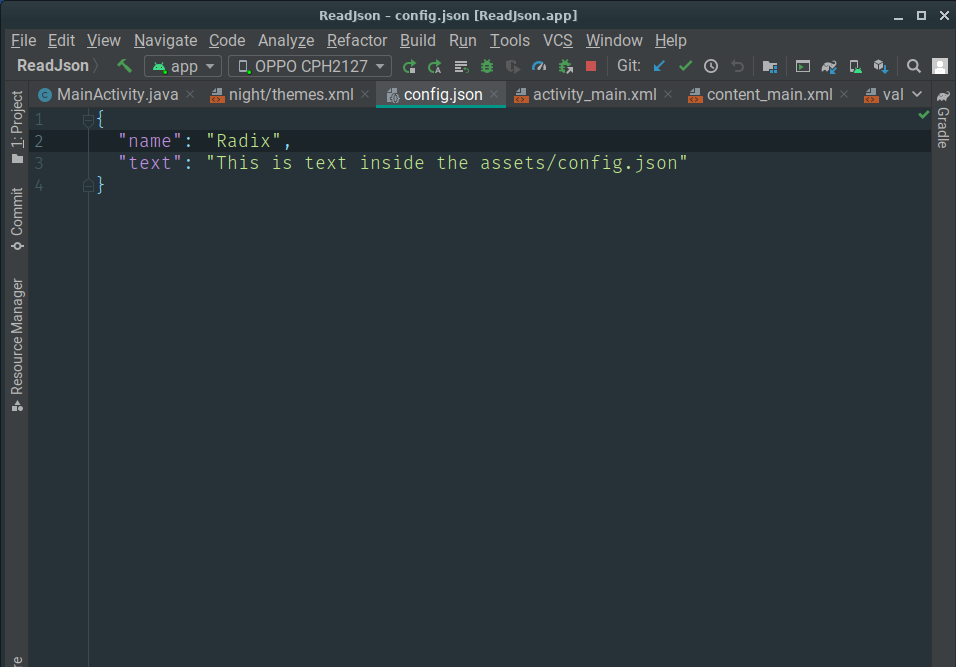 ReadJson – config.json [ReadJson.app]
File Edit View Navigate Code Analyze Refactor Build Run Tools VCS Window Help
ReadJson app OPPO CPH2127 Git:
MainActivity.java night/themes.xml config.json activity_main.xml content_main.xml val
1 {
2 "name": "Radix",
3 "text": "This is text inside the assets/config.json"
4 }
1: Project
Commit
Resource Manager
re
Gradle